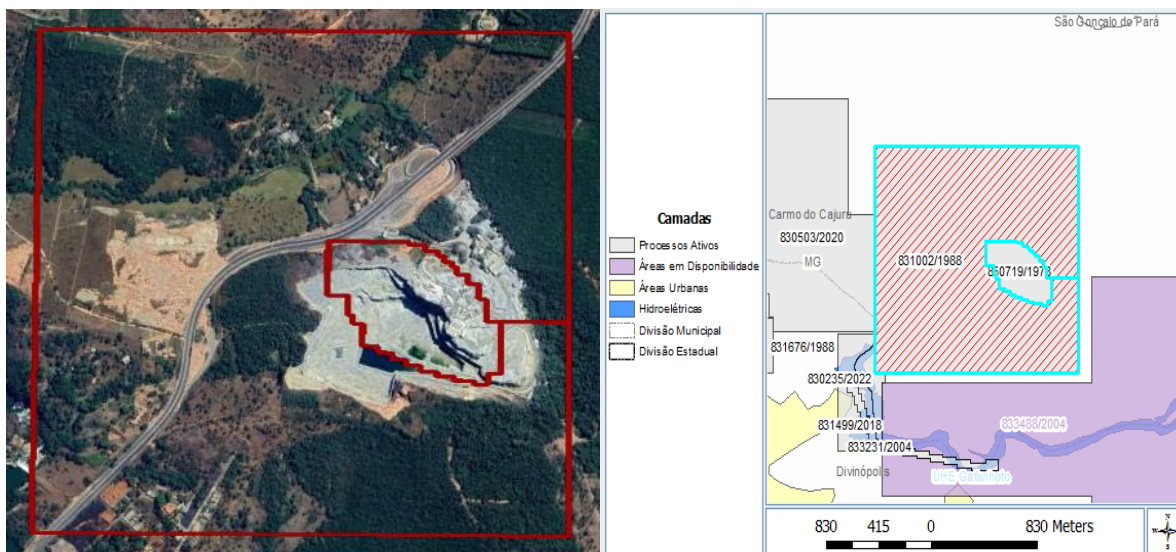 São Gonçalo do Pará
Camadas
Processos Ativos
Áreas em Disponibilidade
Áreas Urbanas
Hidroelétricas
Divisão Municipal
Divisão Estadual
Carmo do Cajuru
830503/2020
MG
831002/1988
831676/1988
830235/2022
831499/2018
833231/2004
833488/2004
Divinópolis
UHE Gafanhoto
830 415 0 830 Meters
N